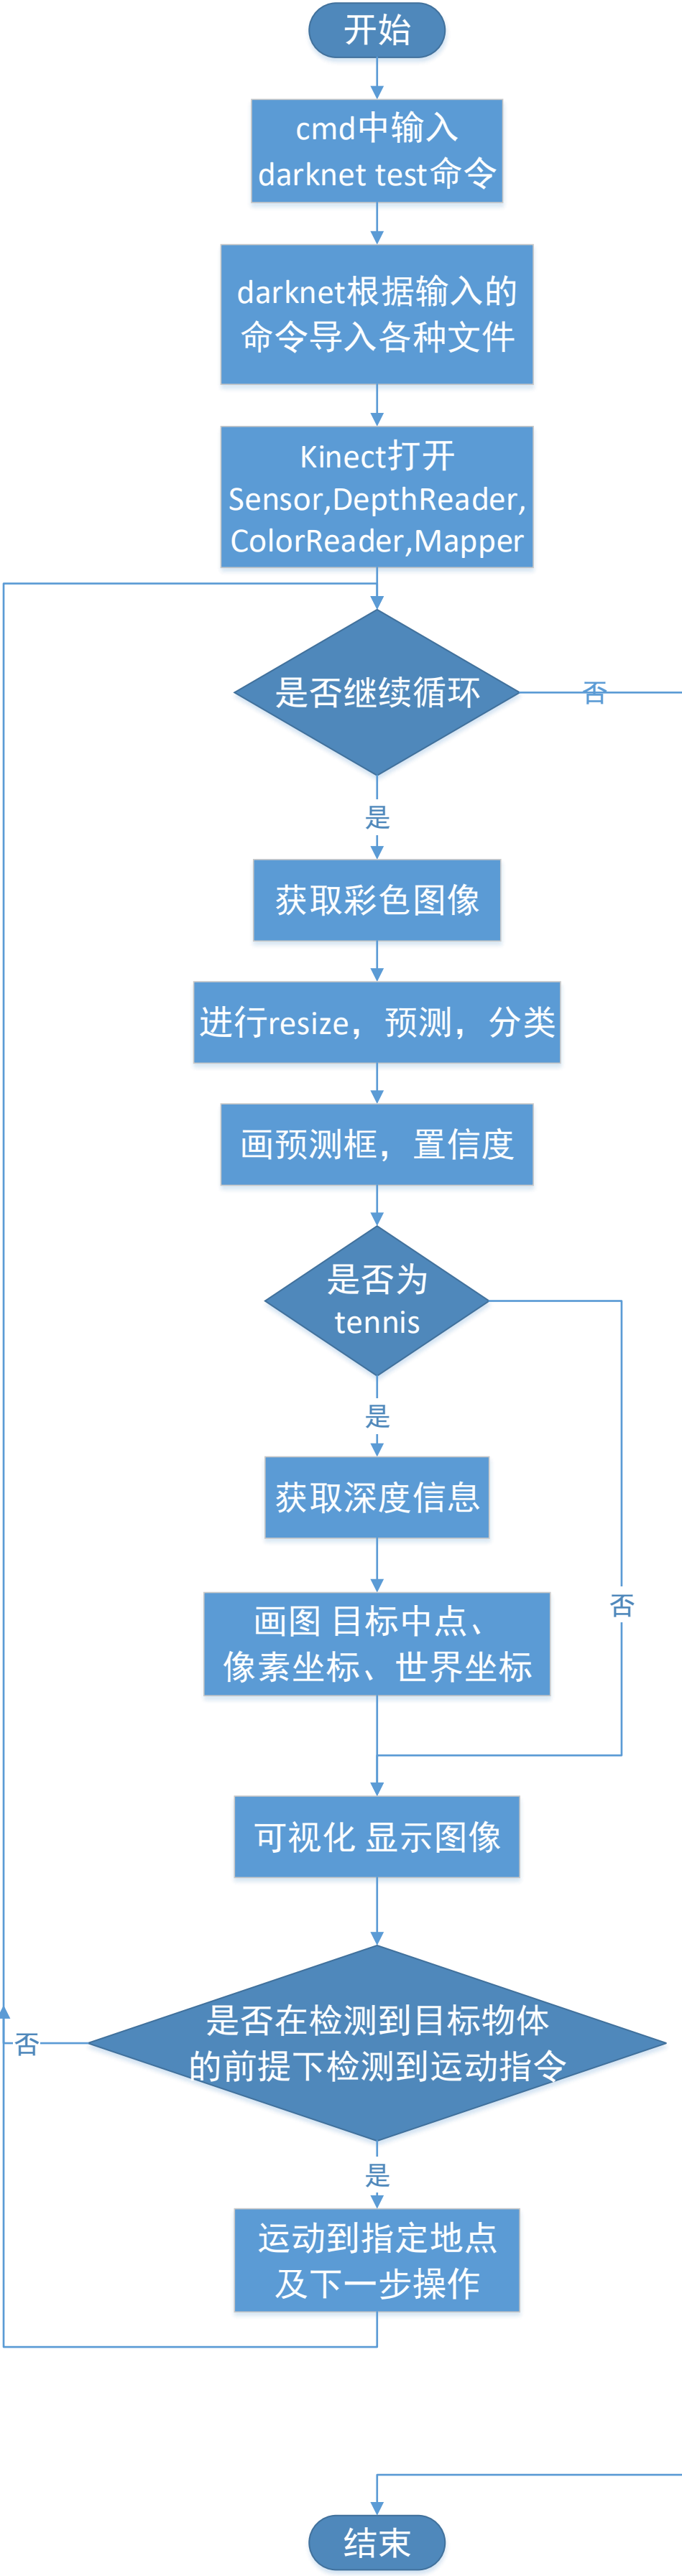 开始
cmd中输入
darknet test命令
darknet根据输入的
命令导入各种文件
Kinect打开
Sensor,DepthReader,
ColorReader,Mapper
是否继续循环
否
是
获取彩色图像
进行resize，预测，分类
画预测框，置信度
是否为
tennis
是
获取深度信息
否
画图 目标中点、
像素坐标、世界坐标
可视化 显示图像
是否在检测到目标物体
的前提下检测到运动指令
否
是
运动到指定地点
及下一步操作
结束